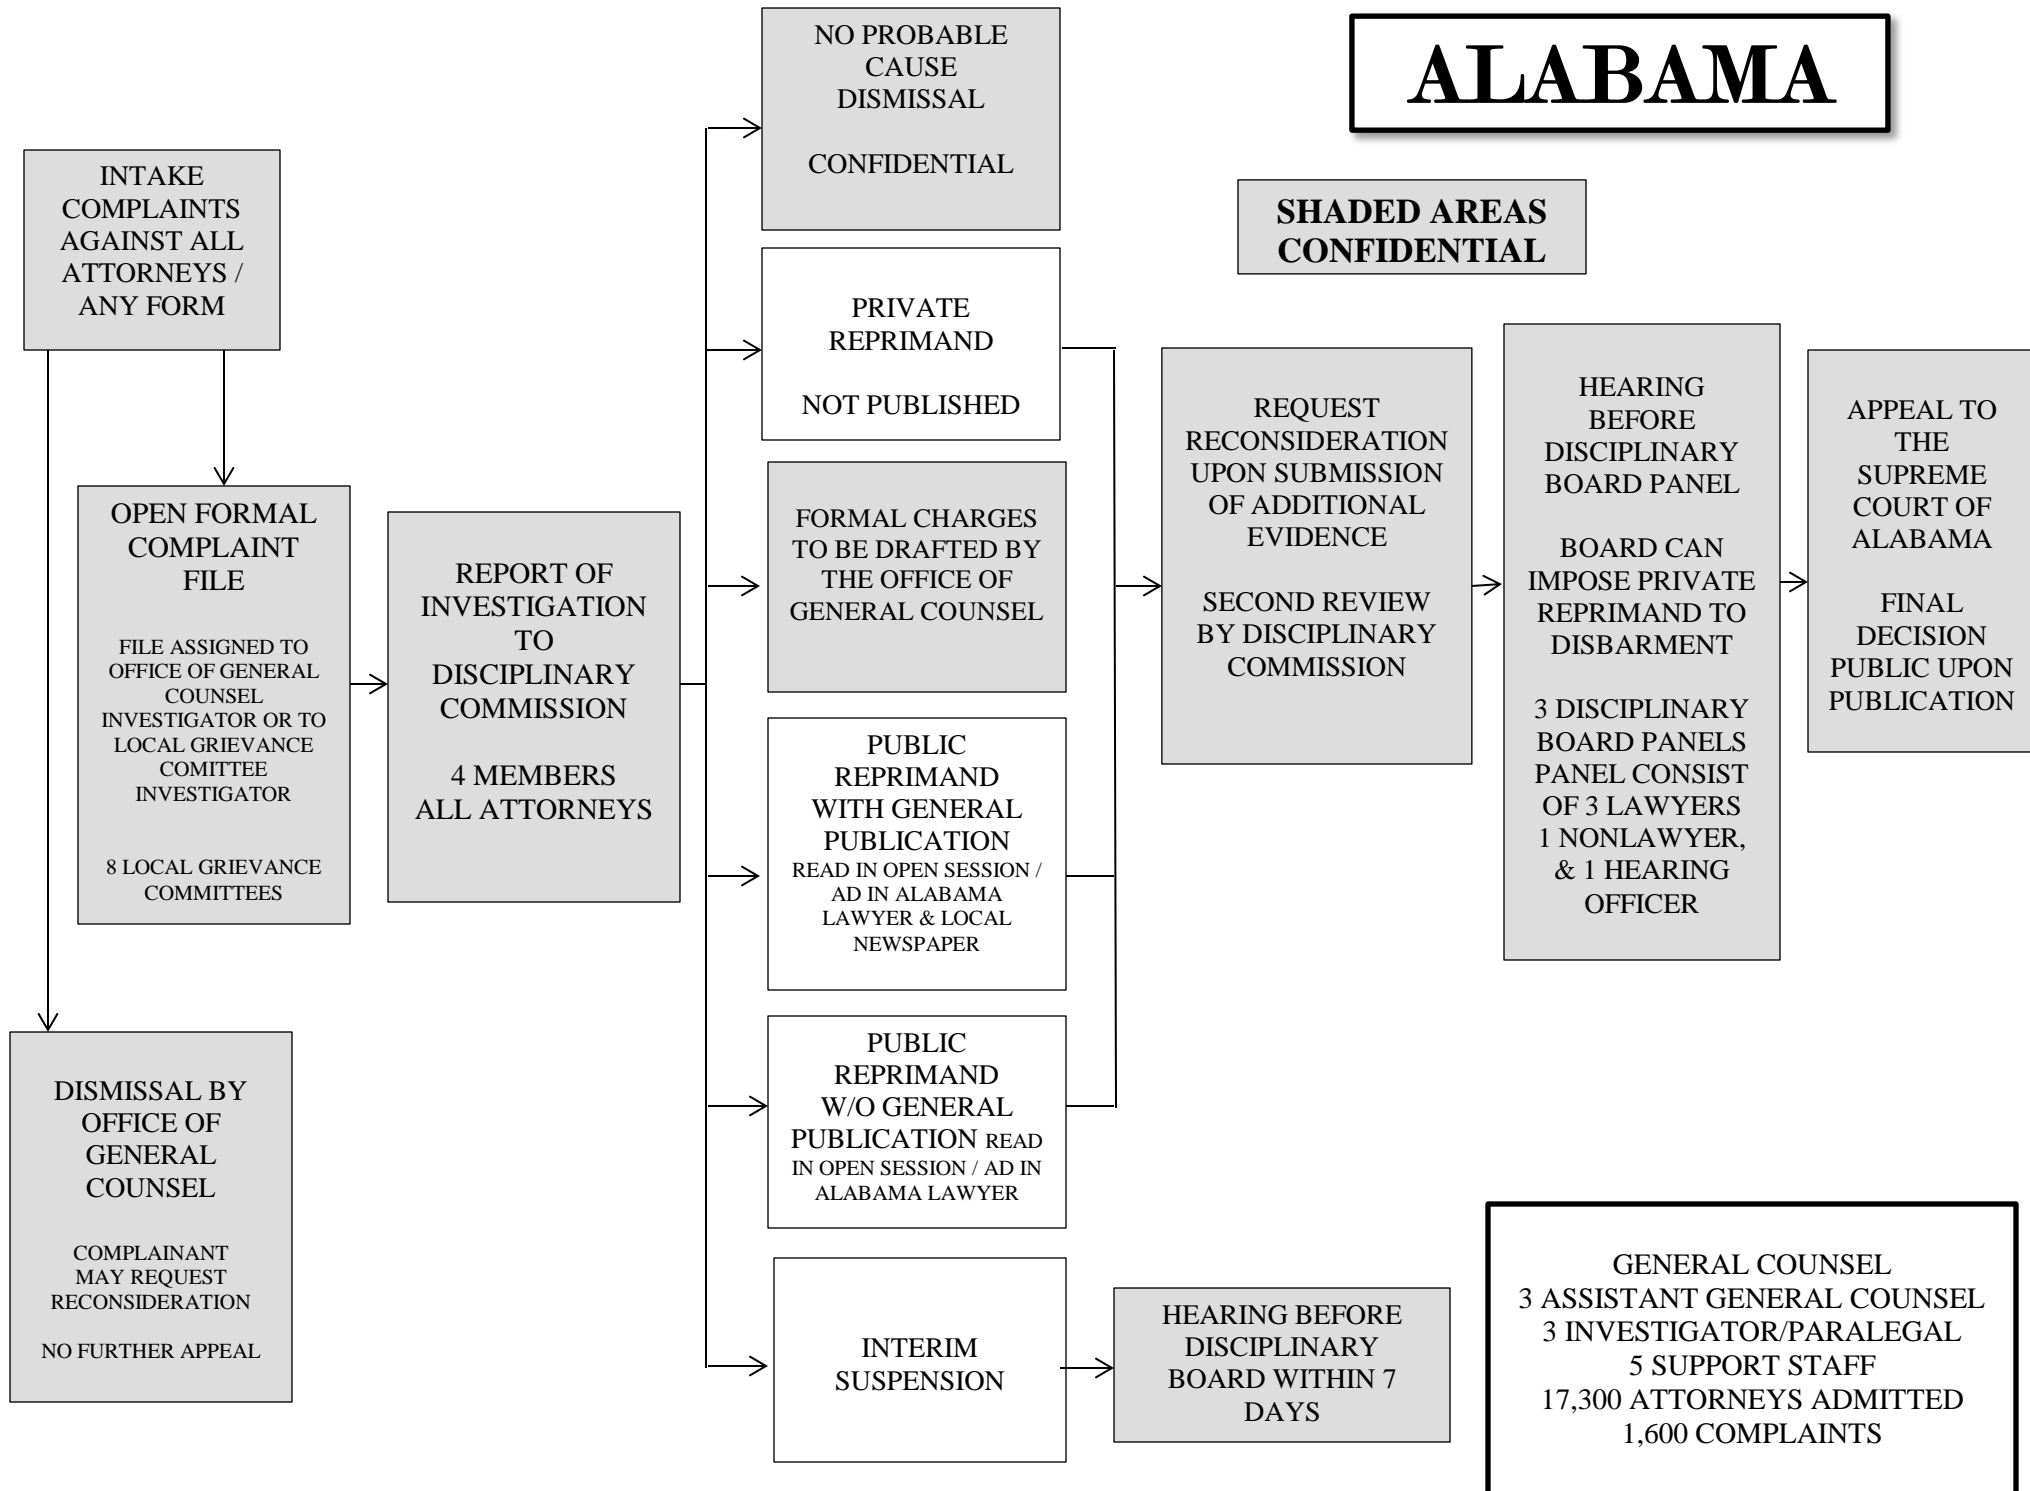 ALABAMA
SHADED AREAS
CONFIDENTIAL
INTAKE
COMPLAINTS
AGAINST ALL
ATTORNEYS /
ANY FORM
OPEN FORMAL
COMPLAINT
FILE
FILE ASSIGNED TO
OFFICE OF GENERAL
COUNSEL
INVESTIGATOR OR TO
LOCAL GRIEVANCE
COMITTEE
INVESTIGATOR
8 LOCAL GRIEVANCE
COMMITTEES
DISMISSAL BY
OFFICE OF
GENERAL
COUNSEL
COMPLAINANT
MAY REQUEST
RECONSIDERATION
NO FURTHER APPEAL
REPORT OF
INVESTIGATION
TO
DISCIPLINARY
COMMISSION
4 MEMBERS
ALL ATTORNEYS
NO PROBABLE
CAUSE
DISMISSAL
CONFIDENTIAL
PRIVATE
REPRIMAND
NOT PUBLISHED
FORMAL CHARGES
TO BE DRAFTED BY
THE OFFICE OF
GENERAL COUNSEL
PUBLIC
REPRIMAND
WITH GENERAL
PUBLICATION
READ IN OPEN SESSION /
AD IN ALABAMA
LAWYER & LOCAL
NEWSPAPER
PUBLIC
REPRIMAND
W/O GENERAL
PUBLICATION READ
IN OPEN SESSION / AD IN
ALABAMA LAWYER
INTERIM
SUSPENSION
HEARING BEFORE
DISCIPLINARY
BOARD WITHIN 7
DAYS
REQUEST
RECONSIDERATION
UPON SUBMISSION
OF ADDITIONAL
EVIDENCE
SECOND REVIEW
BY DISCIPLINARY
COMMISSION
HEARING
BEFORE
DISCIPLINARY
BOARD PANEL
BOARD CAN
IMPOSE PRIVATE
REPRIMAND TO
DISBARMENT
3 DISCIPLINARY
BOARD PANELS
PANEL CONSIST
OF 3 LAWYERS
1 NONLAWYER,
& 1 HEARING
OFFICER
APPEAL TO
THE
SUPREME
COURT OF
ALABAMA
FINAL
DECISION
PUBLIC UPON
PUBLICATION
GENERAL COUNSEL
3 ASSISTANT GENERAL COUNSEL
3 INVESTIGATOR/PARALEGAL
5 SUPPORT STAFF
17,300 ATTORNEYS ADMITTED
1,600 COMPLAINTS